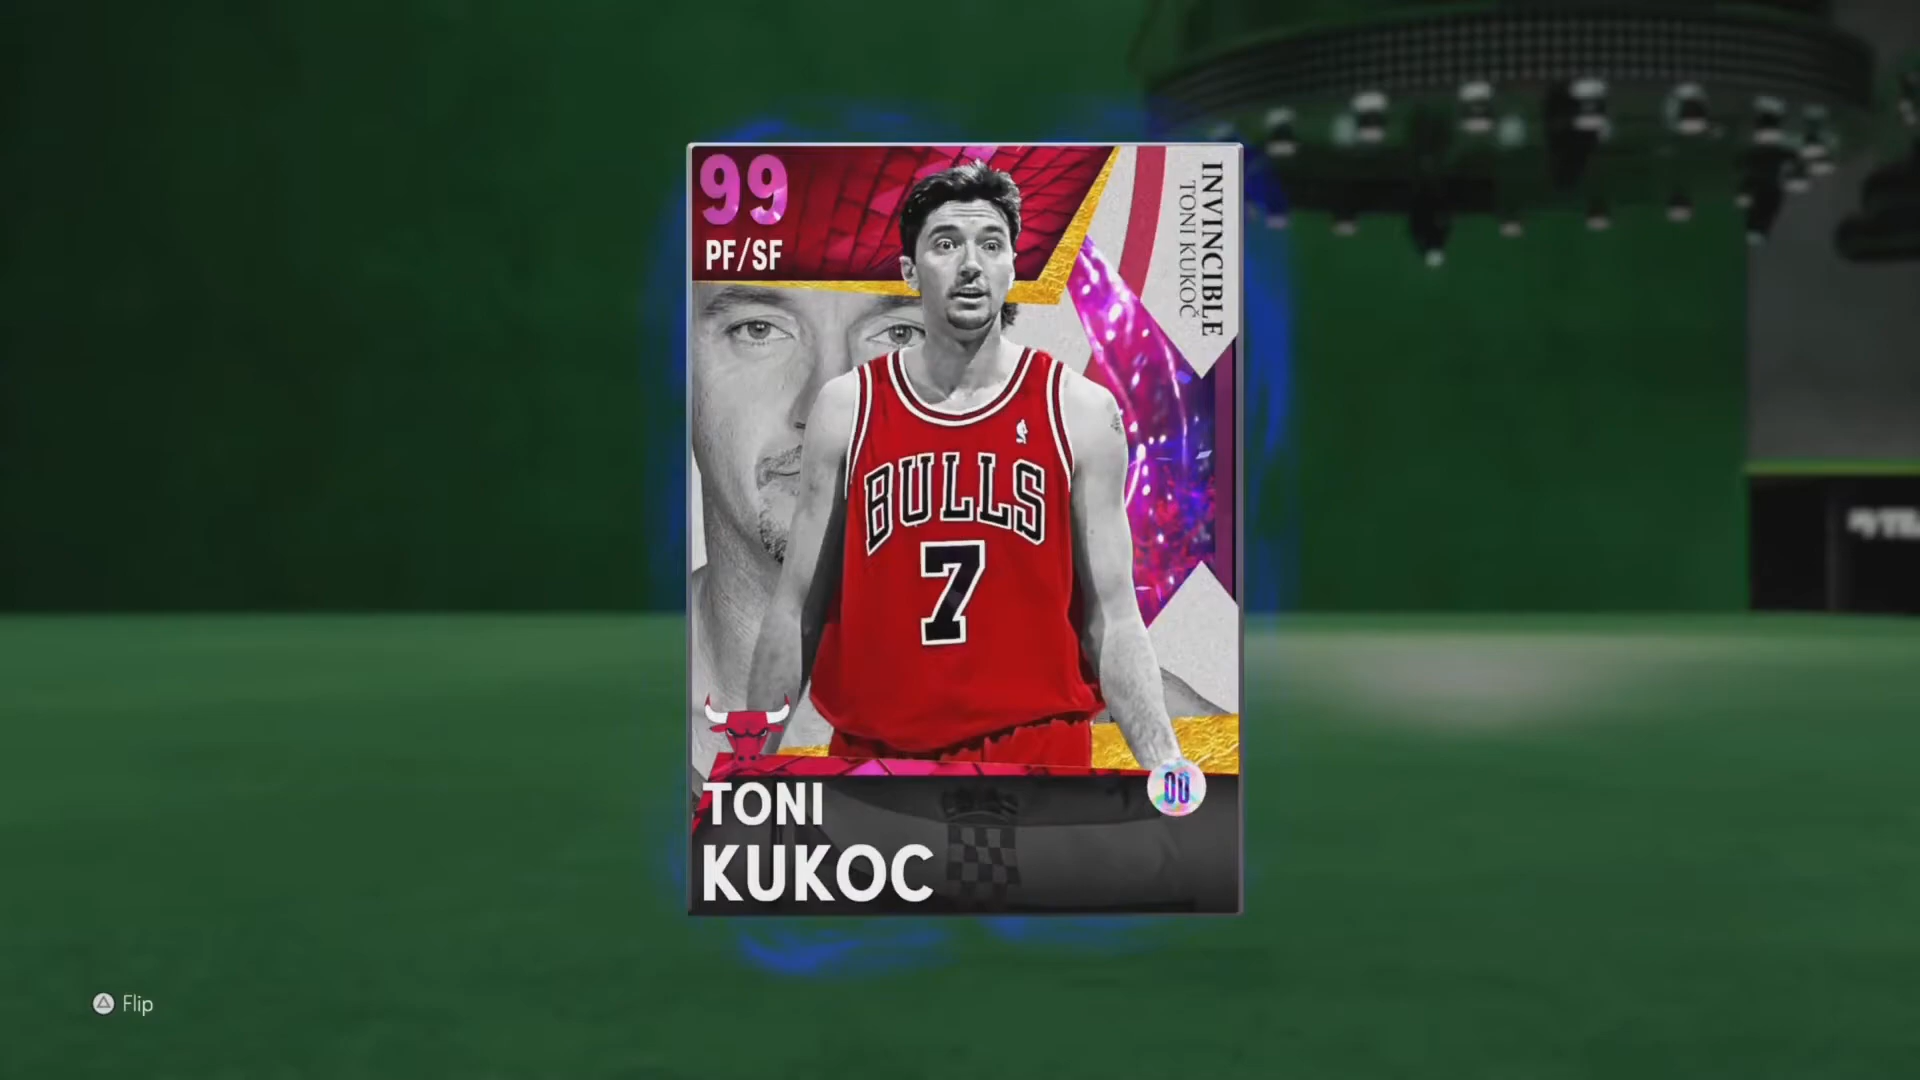 99
PF/SF
INVINCIBLE
TONI KUKOČ
BULLS
7
00
TONI
KUKOC
Flip